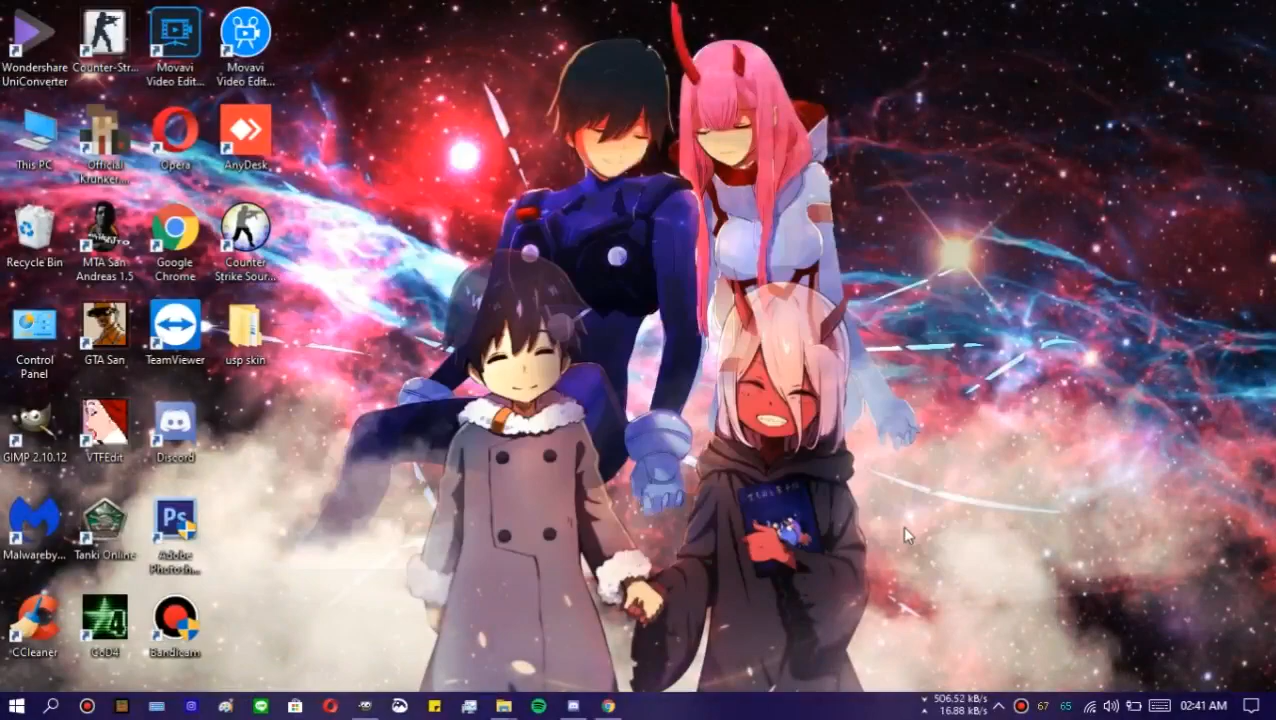 Wondershare
UniConverter
Counter-Str...
Movavi
Video Edit...
Movavi
Video Edit...
This PC
Official
Krunker...
Opera
AnyDesk
Recycle Bin
MTA San
Andreas 1.5
Google
Chrome
Counter
Strike Sour...
Control
Panel
GTA San
TeamViewer
usp skin
GIMP 2.10.12
VTFEdit
Discord
Malwareby...
Tanki Online
Ps
Adobe
Photosh...
CCleaner
4
CoD4
Bandicam
506.52 kB/s
16.88 kB/s
67
65
02:41 AM